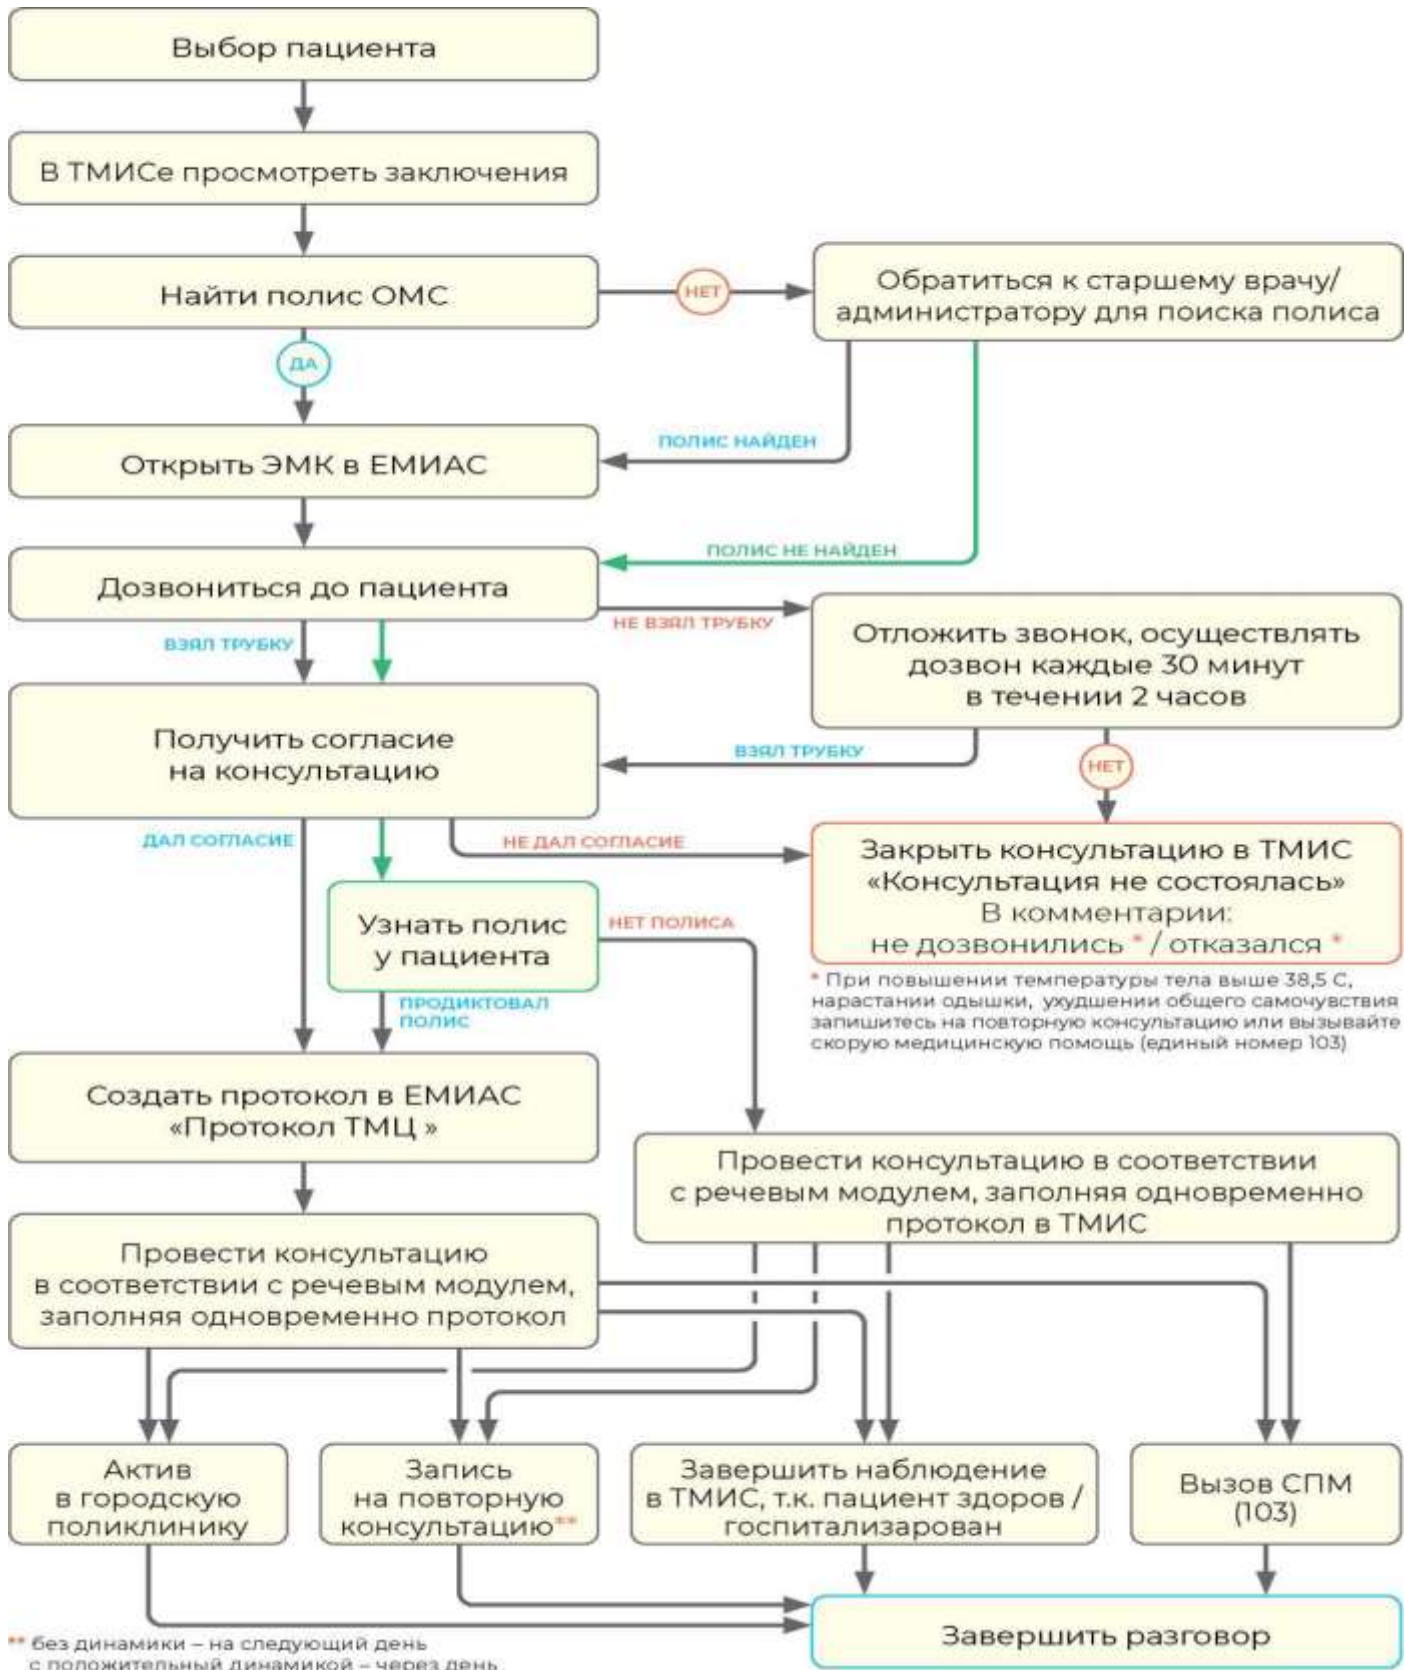 Выбор пациента
В ТМИСе просмотреть заключения
Найти полис ОМС
НЕТ
Обратиться к старшему врачу/
администратору для поиска полиса
ДА
ПОЛИС НАЙДЕН
Открыть ЭМК в ЕМИАС
ПОЛИС НЕ НАЙДЕН
Дозвониться до пациента
НЕ ВЗЯЛ ТРУБКУ
Отложить звонок, осуществлять
дозвон каждые 30 минут
в течении 2 часов
ВЗЯЛ ТРУБКУ
Получить согласие
на консультацию
ВЗЯЛ ТРУБКУ
НЕТ
ДАЛ СОГЛАСИЕ
НЕ ДАЛ СОГЛАСИЕ
Закрыть консультацию в ТМИС
«Консультация не состоялась»
В комментарии:
не дозвонились * / отказался *
Узнать полис
у пациента
НЕТ ПОЛИСА
* При повышении температуры тела выше 38,5 С,
нарастании одышки, ухудшении общего самочувствия
запишитесь на повторную консультацию или вызывайте
скорую медицинскую помощь (единый номер 103)
ПРОДИКТОВАЛ
ПОЛИС
Создать протокол в ЕМИАС
«Протокол ТМЦ »
Провести консультацию в соответствии
с речевым модулем, заполняя одновременно
протокол в ТМИС
Провести консультацию
в соответствии с речевым модулем,
заполняя одновременно протокол
Актив
в городскую
поликлинику
Запись
на повторную
консультацию**
Завершить наблюдение
в ТМИС, т.к. пациент здоров /
госпитализарован
Вызов СПМ
(103)
Завершить разговор
** без динамики – на следующий день
с положительный динамикой – через день